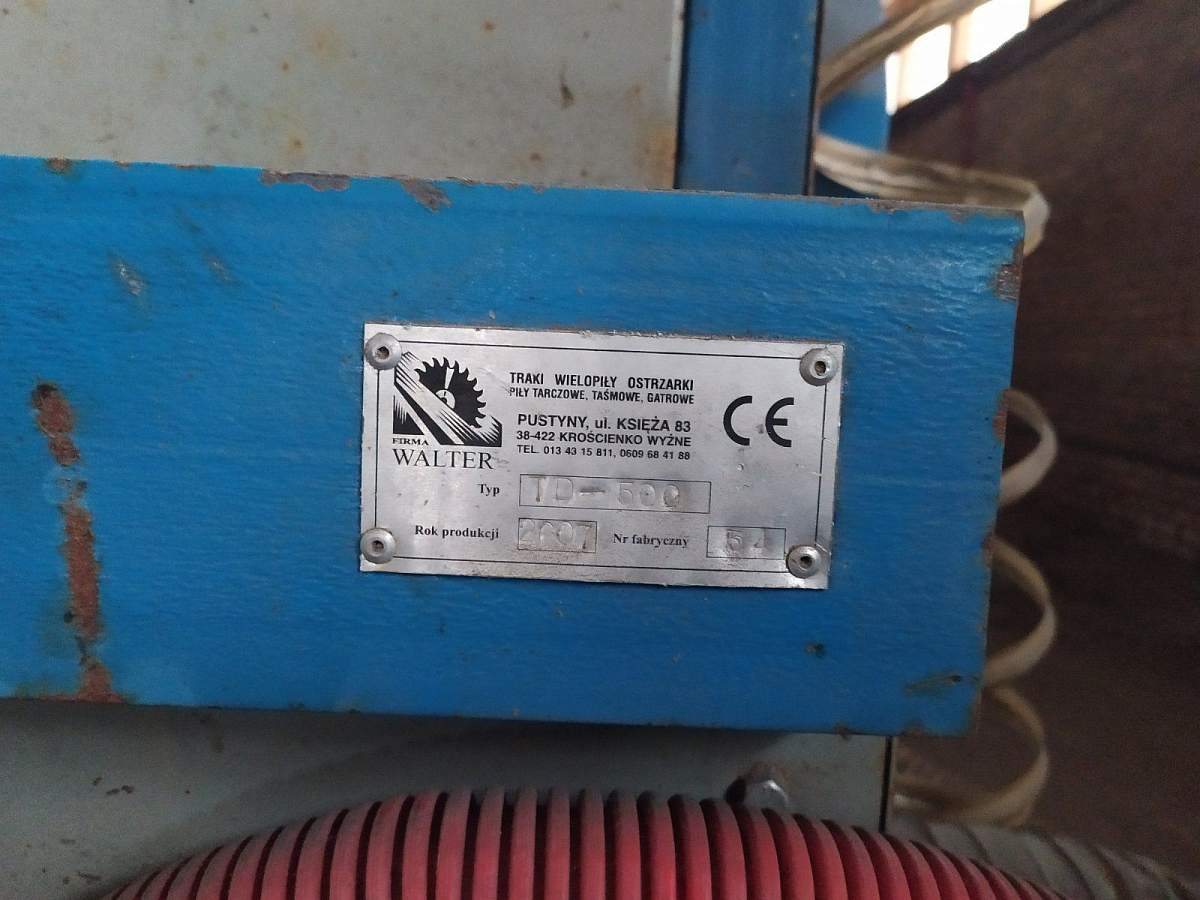 TRAKI WIELOPIŁY OSTRZARKI
PIŁY TARCZOWE, TAŚMOWE, GATROWE
PUSTYNY, ul. KSIĘŻA 83
38-422 KROŚCIENKO WYŻNE
TEL. 013 43 15 811, 0609 68 41 88
CE
FIRMA
WALTER
Typ TD-500
Rok produkcji 2007 Nr fabryczny 54